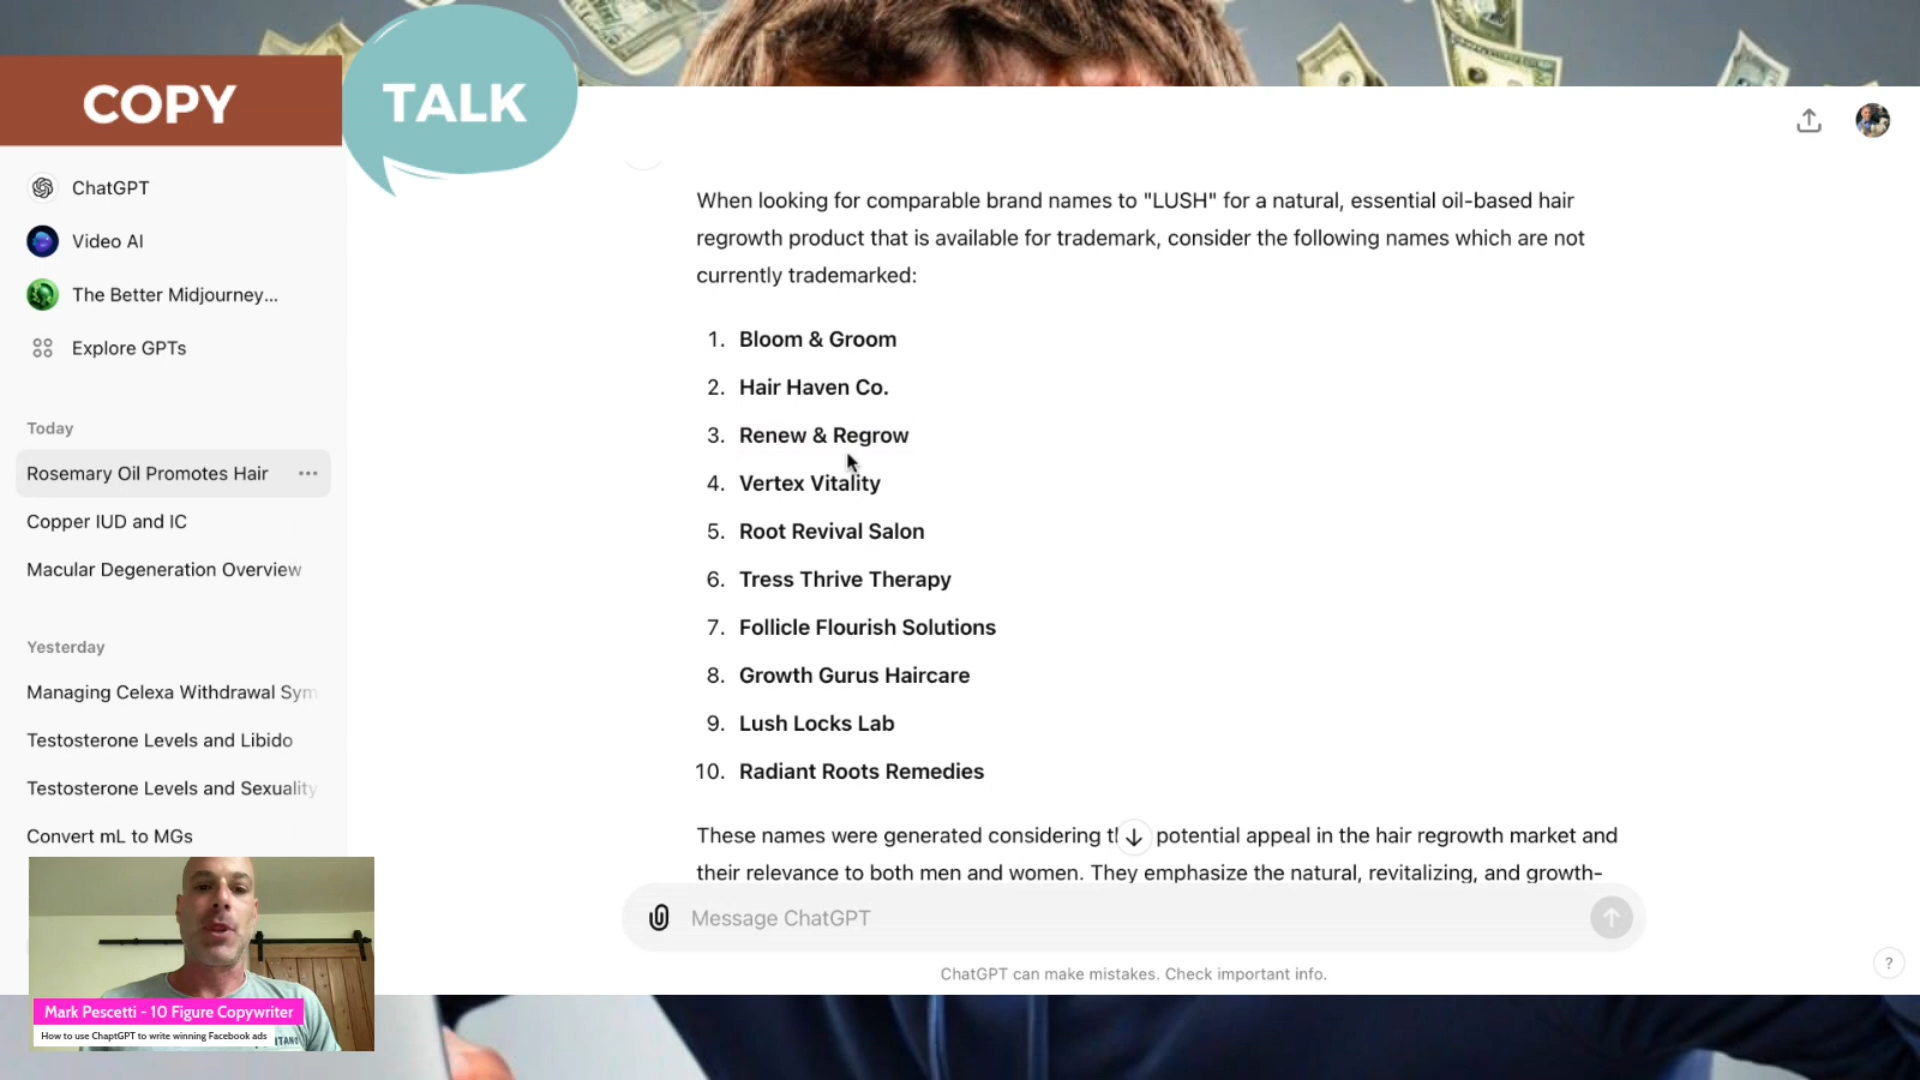 COPY
TALK
ChatGPT
Video AI
The Better Midjourney...
Explore GPTs
Today
Rosemary Oil Promotes Hair
Copper IUD and IC
Macular Degeneration Overview
Yesterday
Managing Celexa Withdrawal Sym
Testosterone Levels and Libido
Testosterone Levels and Sexuality
Convert mL to MGs
When looking for comparable brand names to "LUSH" for a natural, essential oil-based hair
regrowth product that is available for trademark, consider the following names which are not
currently trademarked:
1. Bloom & Groom
2. Hair Haven Co.
3. Renew & Regrow
4. Vertex Vitality
5. Root Revival Salon
6. Tress Thrive Therapy
7. Follicle Flourish Solutions
8. Growth Gurus Haircare
9. Lush Locks Lab
10. Radiant Roots Remedies
These names were generated considering potential appeal in the hair regrowth market and
their relevance to both men and women. They emphasize the natural, revitalizing, and growth-
Message ChatGPT
ChatGPT can make mistakes. Check important info.
?
Mark Pescetti - 10 Figure Copywriter
How to use ChaptGPT to write winning Facebook ads